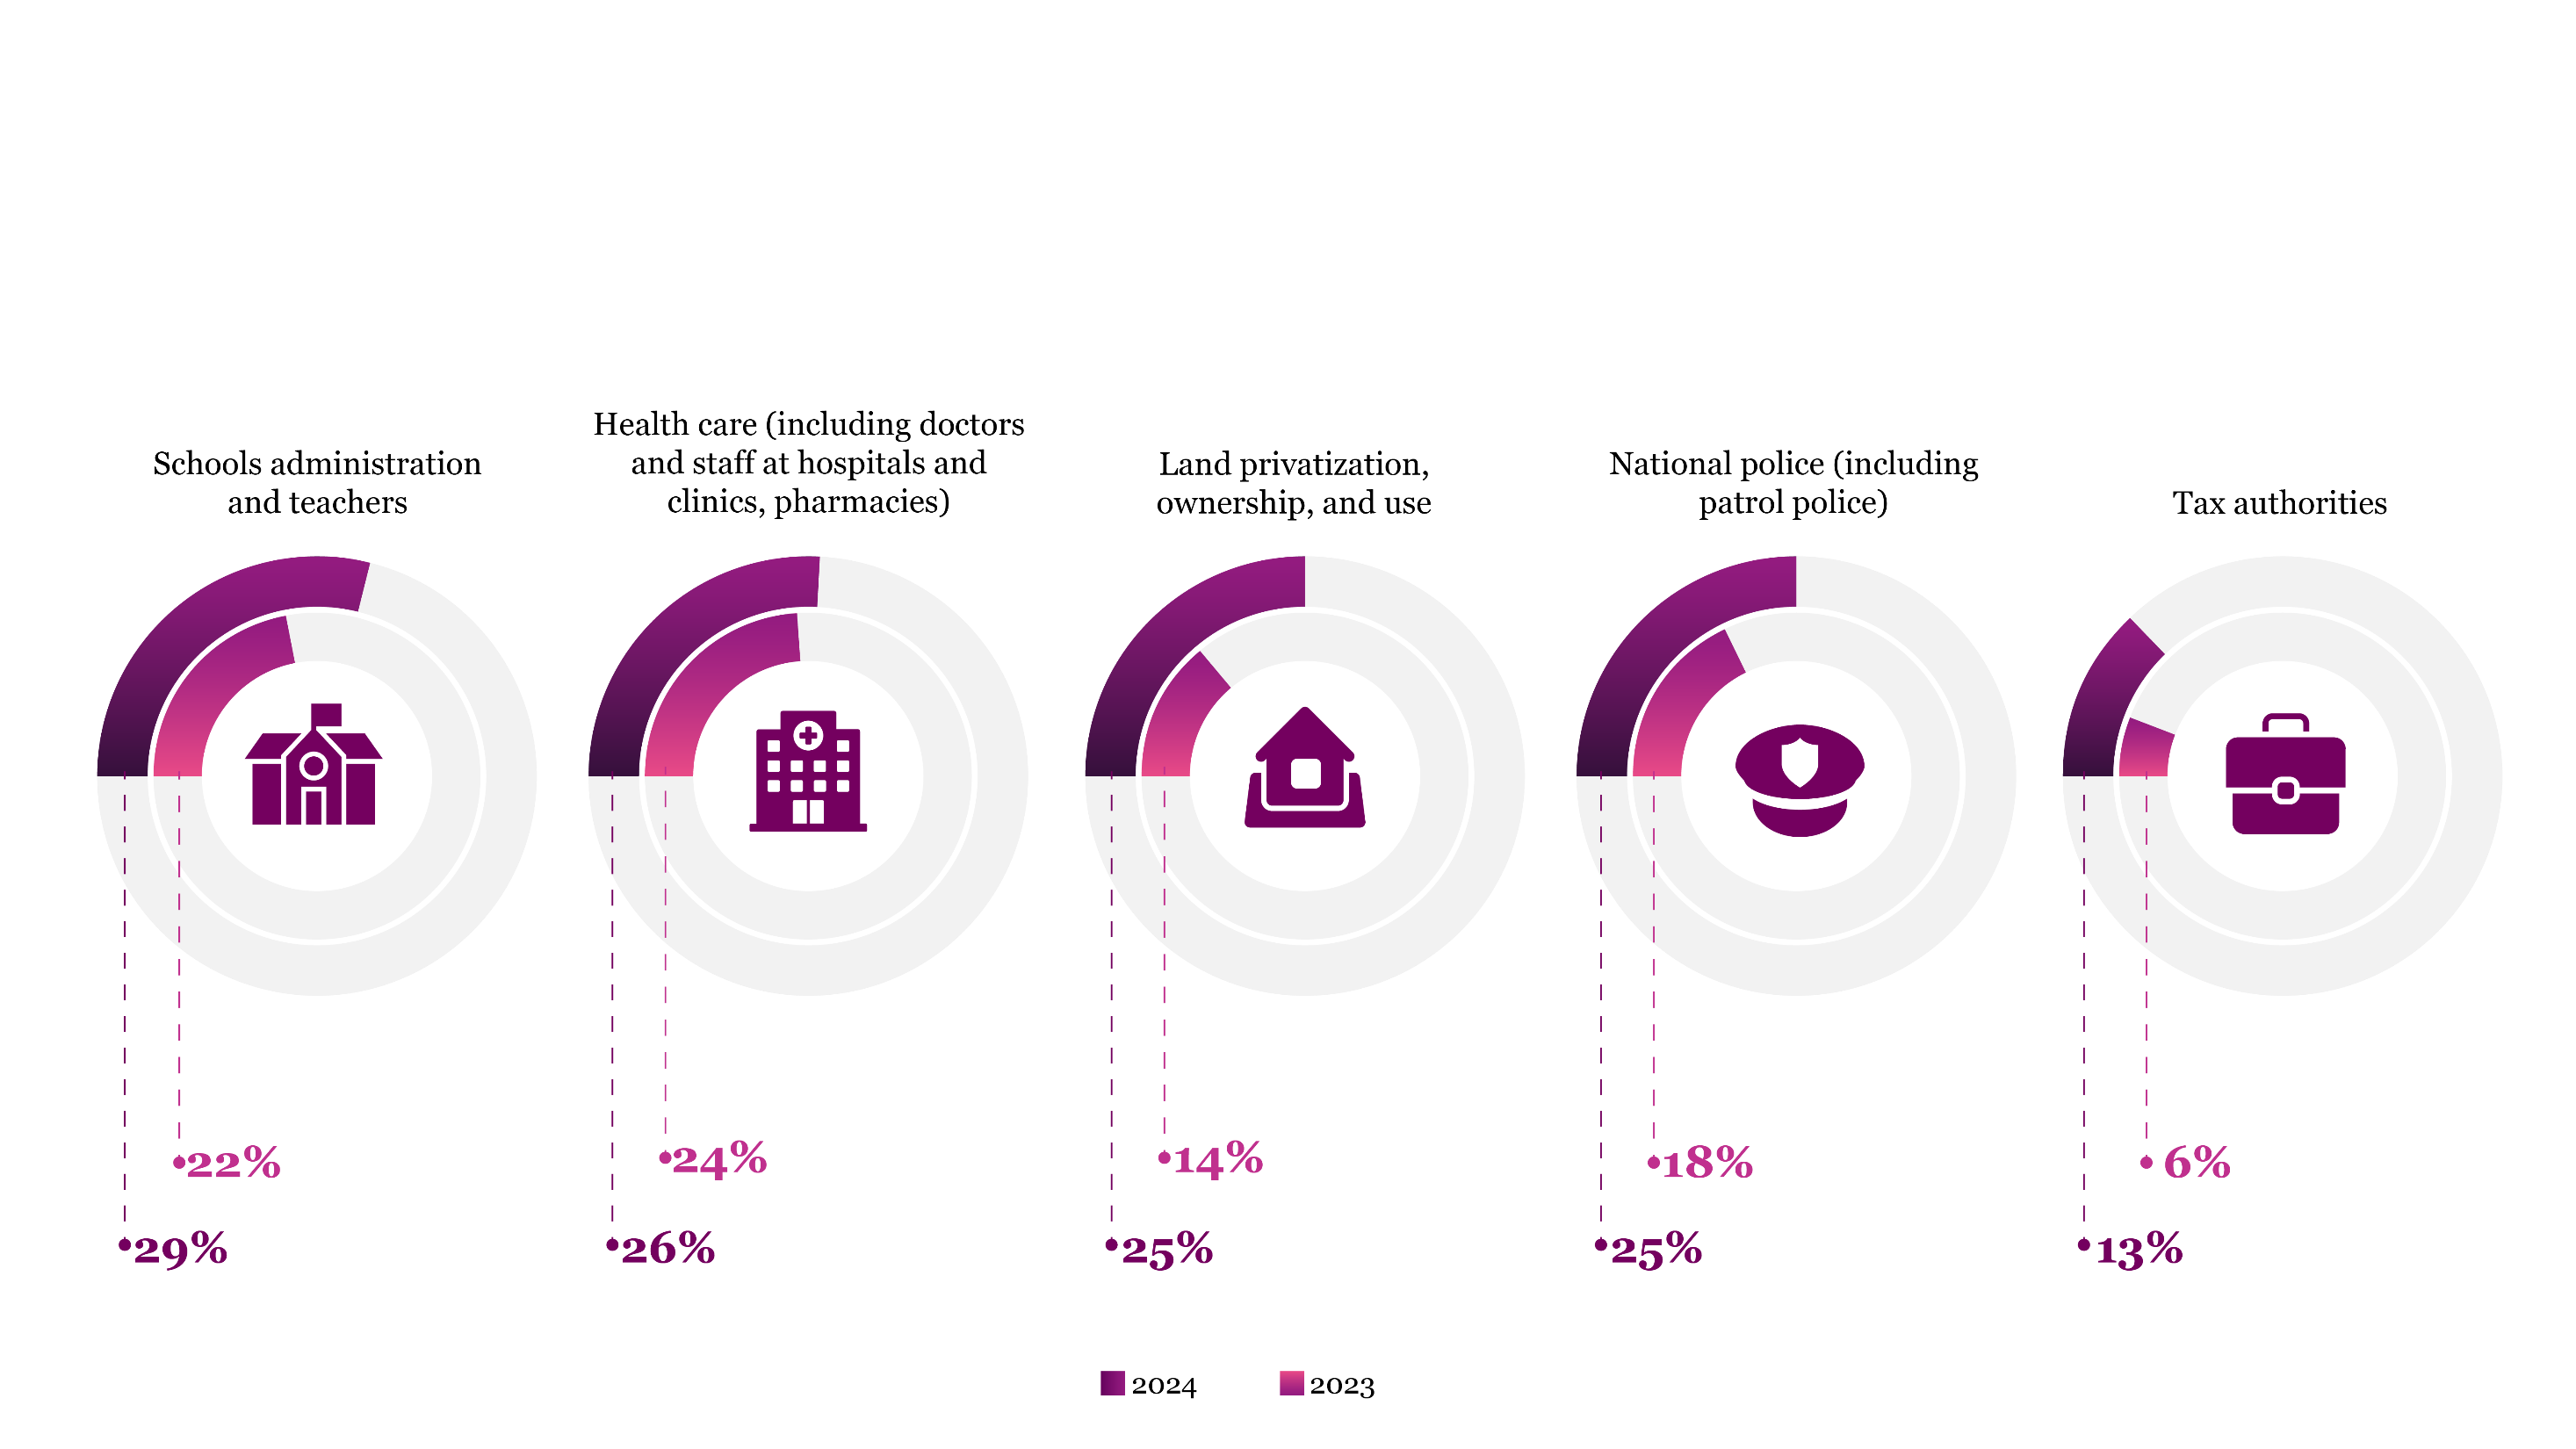 Schools administration
and teachers
Health care (including doctors
and staff at hospitals and
clinics, pharmacies)
Land privatization,
ownership, and use
National police (including
patrol police)
Tax authorities
22%
29%
24%
26%
14%
25%
18%
25%
6%
13%
2024
2023